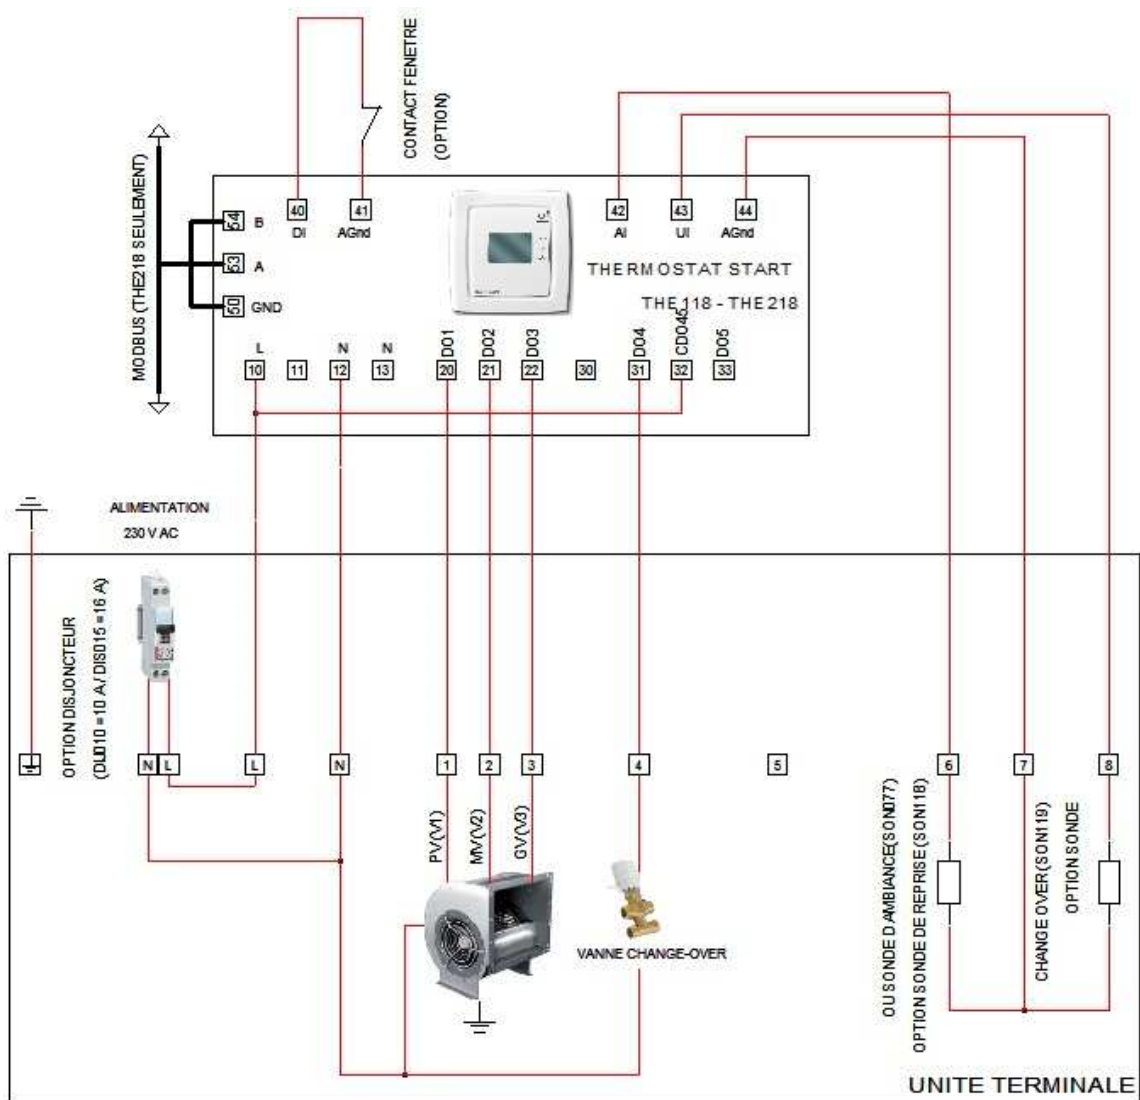 CONTACT FENETRE
(OPTION)
MODBUS (THE218 SEULEMENT)
54
B
53
A
50
GND
40
DI
41
AGnd
42
AI
43
UI
44
AGnd
THERMOSTAT START
THE 118 - THE 218
L
N
N
DO1
DO2
DO3
DO4
CDO45
DO5
10
11
12
13
20
21
22
30
31
32
33
ALIMENTATION
230 V AC
OPTION DISJONCTEUR
(DIJ010 =10 A / DIS015 =16 A)
N
L
L
N
1
2
3
4
5
6
7
8
PV(V1)
MV(V2)
GV(V3)
VANNE CHANGE-OVER
OU SONDE D AMBIANCE(SON077)
OPTION SONDE DE REPRISE (SON118)
CHANGE OVER(SON119)
OPTION SONDE
UNITE TERMINALE